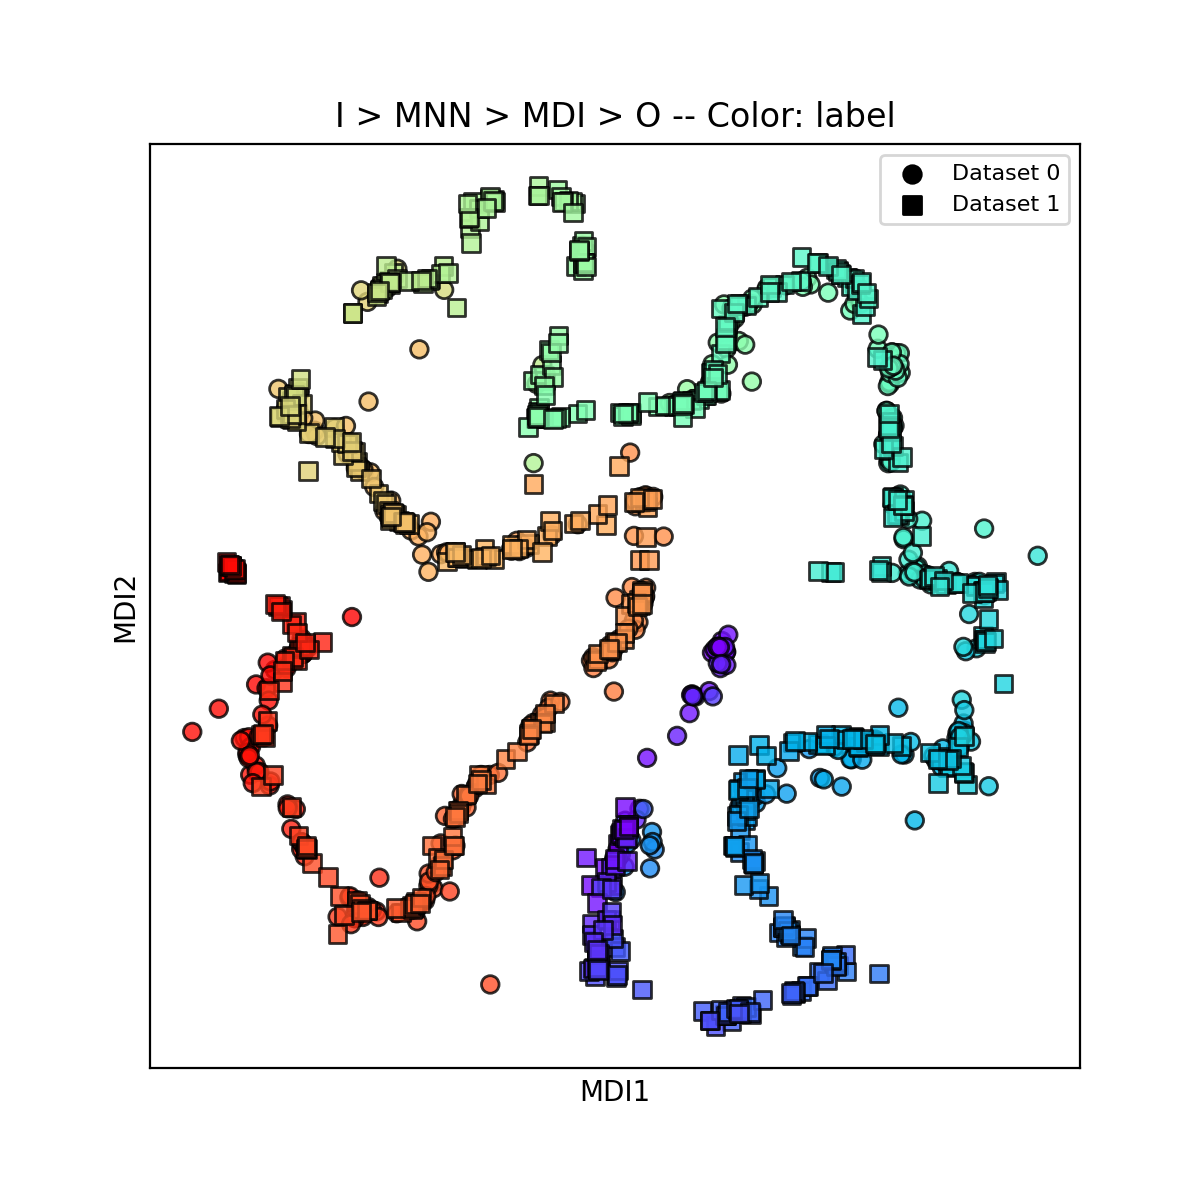 I > MNN > MDI > O -- Color: label
Dataset 0
Dataset 1
MDI2
MDI1